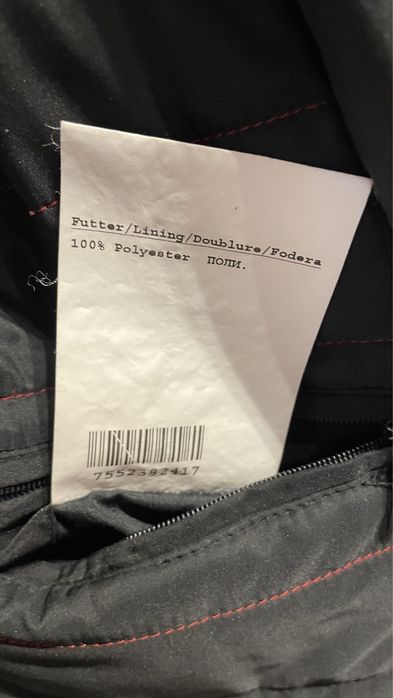 Futter/Lining/Doublure/Fodera
100% Polyester ПОЛИ.
7552382417